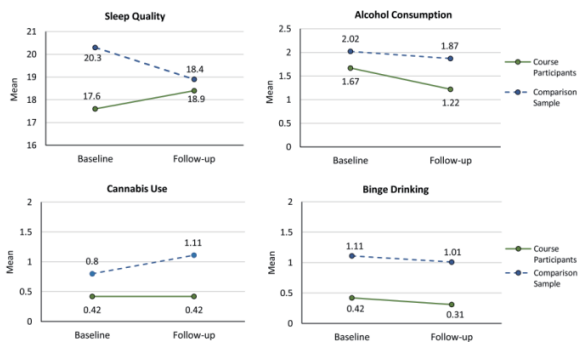 Sleep Quality
21
20
19
18
17
16
Mean
20.3
17.6
18.4
18.9
Baseline
Follow-up
Alcohol Consumption
2.5
2
1.5
1
0.5
0
Mean
2.02
1.87
1.67
1.22
Baseline
Follow-up
Course
Participants
Comparison
Sample
Cannabis Use
2
1.5
1
0.5
0
Mean
0.8
1.11
0.42
0.42
Baseline
Follow-up
Binge Drinking
2
1.5
1
0.5
0
Mean
1.11
1.01
0.42
0.31
Baseline
Follow-up
Course
Participants
Comparison
Sample